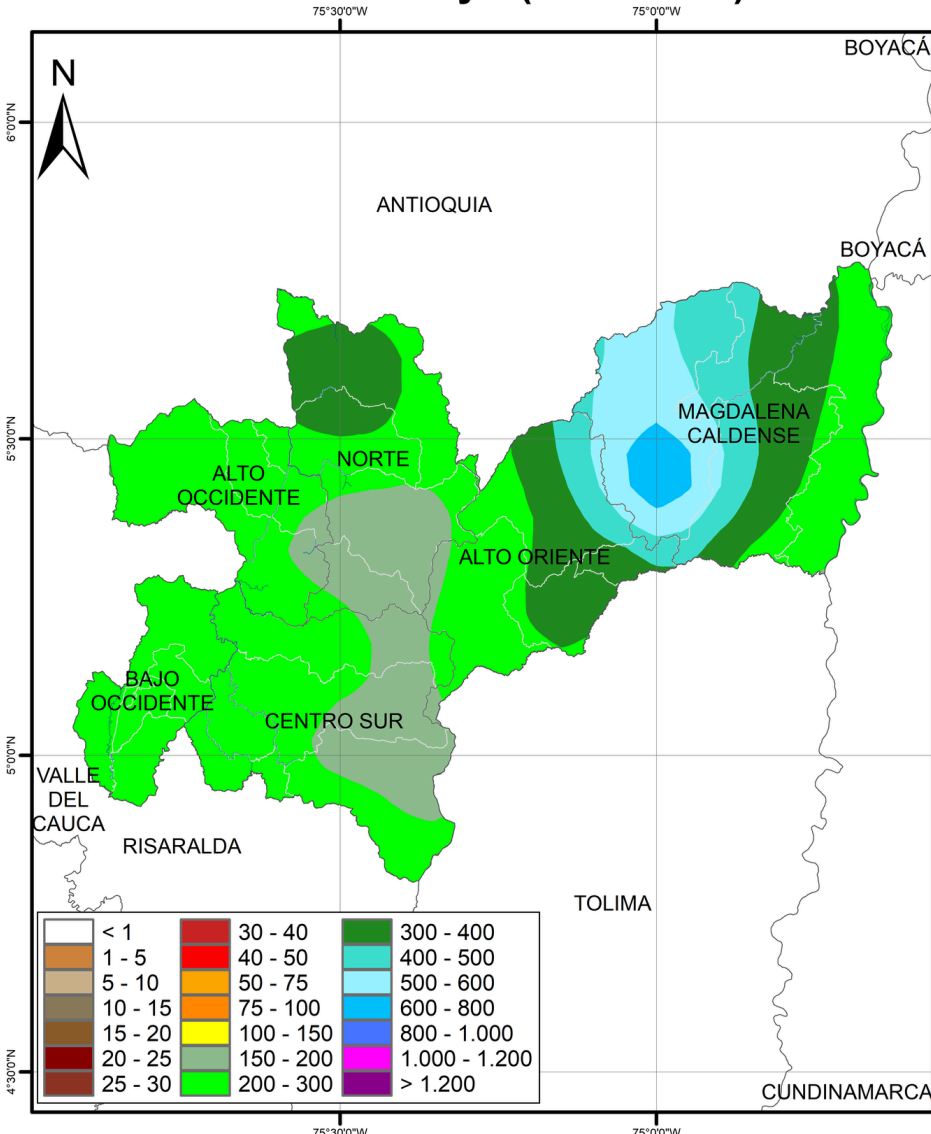 75°30'0"W
75°0'0"W
BOYACÁ
N
6°0'0"N
ANTIOQUIA
BOYACÁ
MAGDALENA
CALDENSE
5°30'0"N
NORTE
ALTO
OCCIDENTE
ALTO ORIENTE
BAJO
OCCIDENTE
CENTRO SUR
5°0'0"N
VALLE
DEL
CAUCA
RISARALDA
TOLIMA
< 1
1 - 5
5 - 10
10 - 15
15 - 20
20 - 25
25 - 30
30 - 40
40 - 50
50 - 75
75 - 100
100 - 150
150 - 200
200 - 300
300 - 400
400 - 500
500 - 600
600 - 800
800 - 1.000
1.000 - 1.200
> 1.200
4°30'0"N
CUNDINAMARCA
75°30'0"W
75°0'0"W